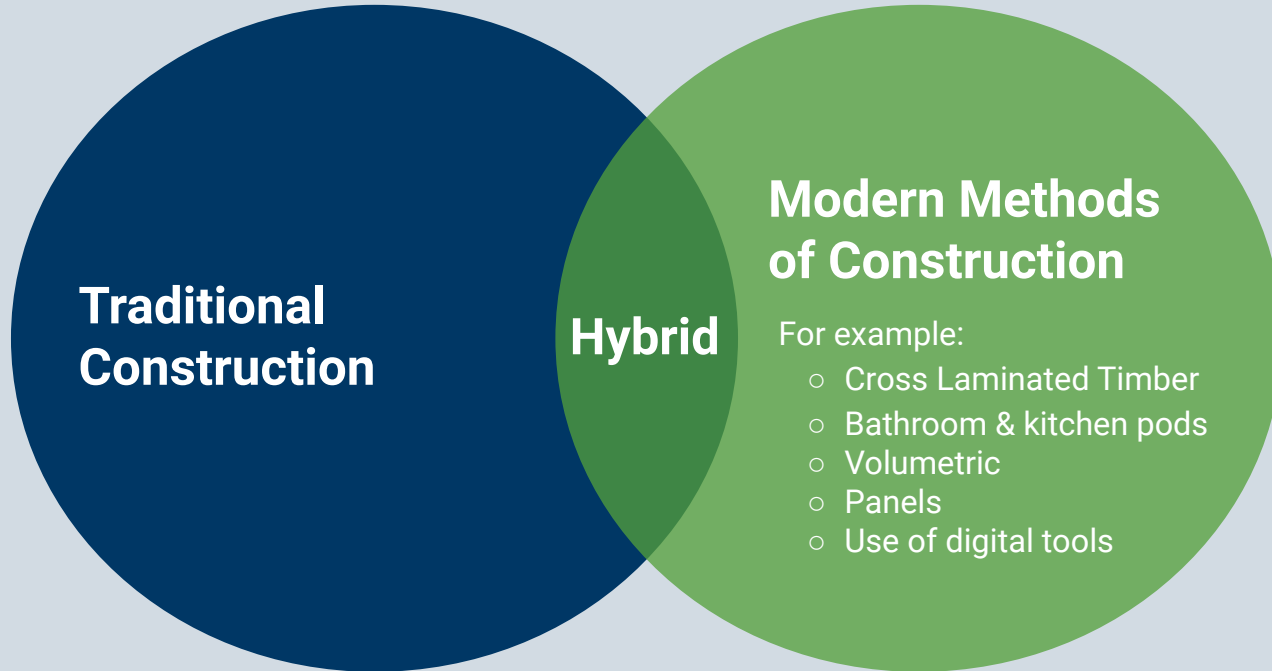 Traditional
Construction
Hybrid
Modern Methods
of Construction
For example:
○ Cross Laminated Timber
○ Bathroom & kitchen pods
○ Volumetric
○ Panels
○ Use of digital tools